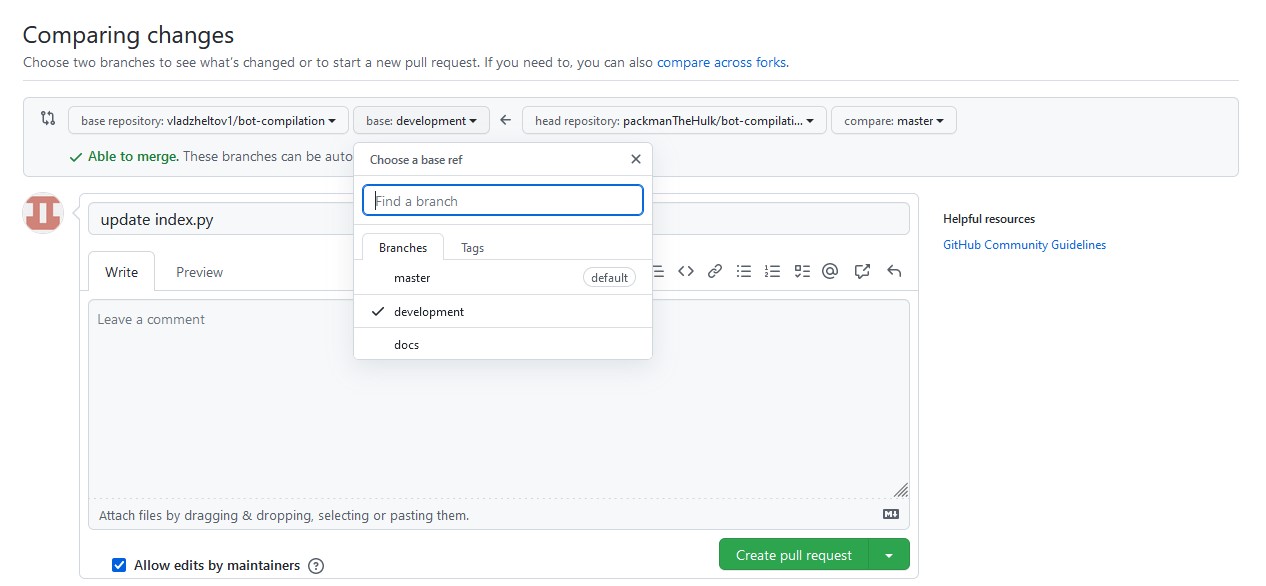 Comparing changes
Choose two branches to see what's changed or to start a new pull request. If you need to, you can also compare across forks.
base repository: vladzheltov1/bot-compilation base: development head repository: packmanTheHulk/bot-compilati... compare: master
Able to merge. These branches can be auto
Choose a base ref
Find a branch
Branches Tags
master default
development
docs
update index.py
Write Preview
Leave a comment
Attach files by dragging & dropping, selecting or pasting them.
Allow edits by maintainers
Create pull request
Helpful resources
GitHub Community Guidelines